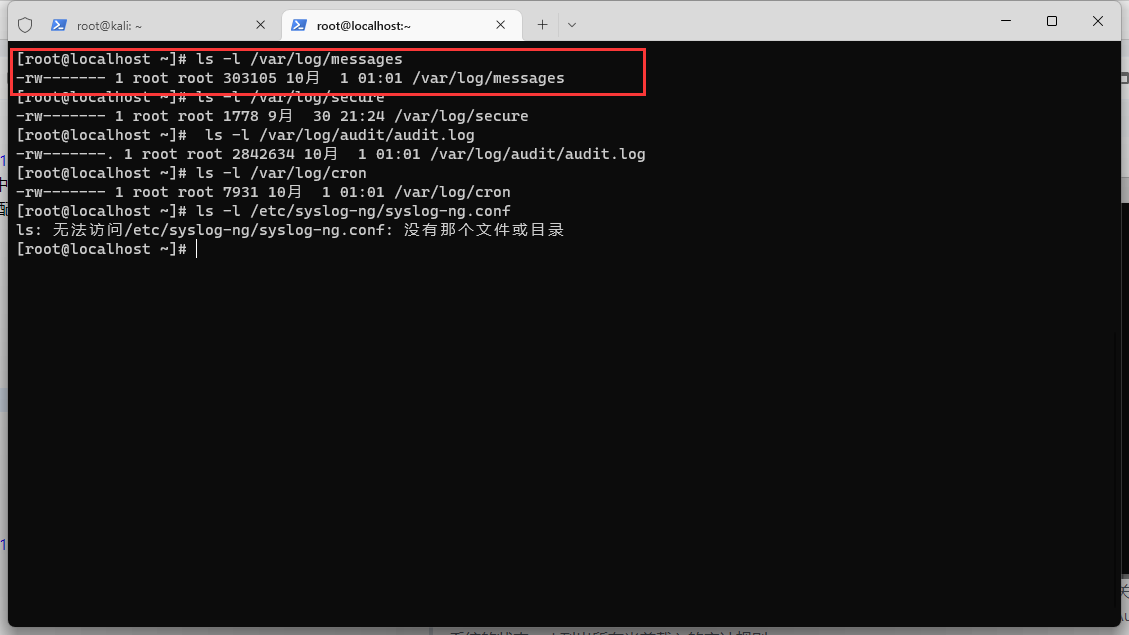 root@kali: ~
root@localhost:~
[root@localhost ~]# ls -l /var/log/messages
-rw------- 1 root root 303105 10月  1 01:01 /var/log/messages
[root@localhost ~]# ls -l /var/log/secure
-rw------- 1 root root 1778 9月  30 21:24 /var/log/secure
[root@localhost ~]#  ls -l /var/log/audit/audit.log
-rw-------. 1 root root 2842634 10月  1 01:01 /var/log/audit/audit.log
[root@localhost ~]# ls -l /var/log/cron
-rw------- 1 root root 7931 10月  1 01:01 /var/log/cron
[root@localhost ~]# ls -l /etc/syslog-ng/syslog-ng.conf
ls: 无法访问/etc/syslog-ng/syslog-ng.conf: 没有那个文件或目录
[root@localhost ~]#